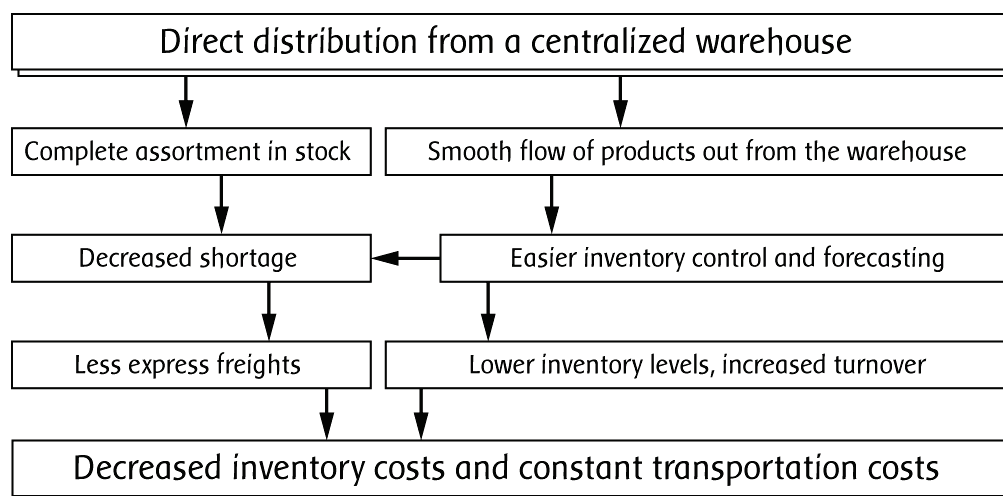 Direct distribution from a centralized warehouse
Complete assortment in stock
Smooth flow of products out from the warehouse
Decreased shortage
Easier inventory control and forecasting
Less express freights
Lower inventory levels, increased turnover
Decreased inventory costs and constant transportation costs